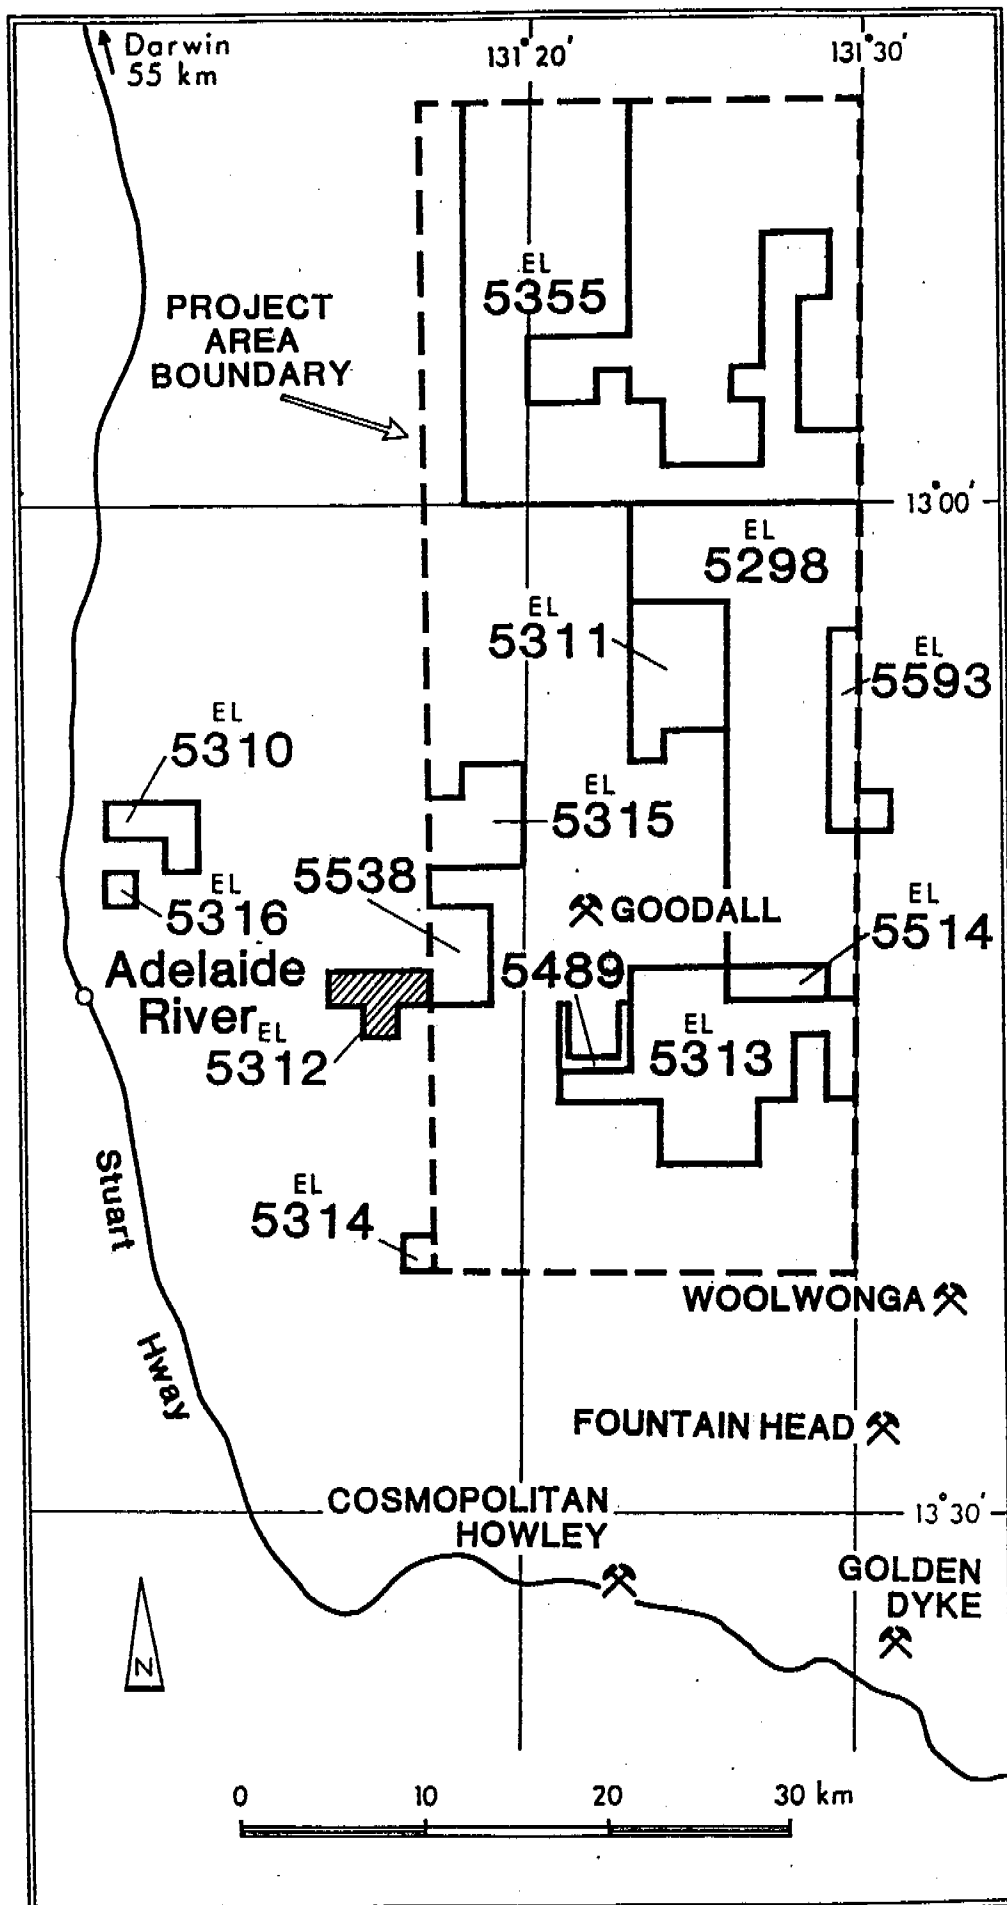 Darwin
55 km
131°20'
131°30'
EL
5355
PROJECT
AREA
BOUNDARY
13°00'
EL
5298
EL
5311
EL
5593
EL
5310
EL
5315
5538
EL
5316
GOODALL
EL
5514
5489
Adelaide
River
EL
5312
EL
5313
Stuart
Hway
EL
5314
WOOLWONGA
FOUNTAIN HEAD
COSMOPOLITAN
HOWLEY
13°30'
GOLDEN
DYKE
N
0 10 20 30 km